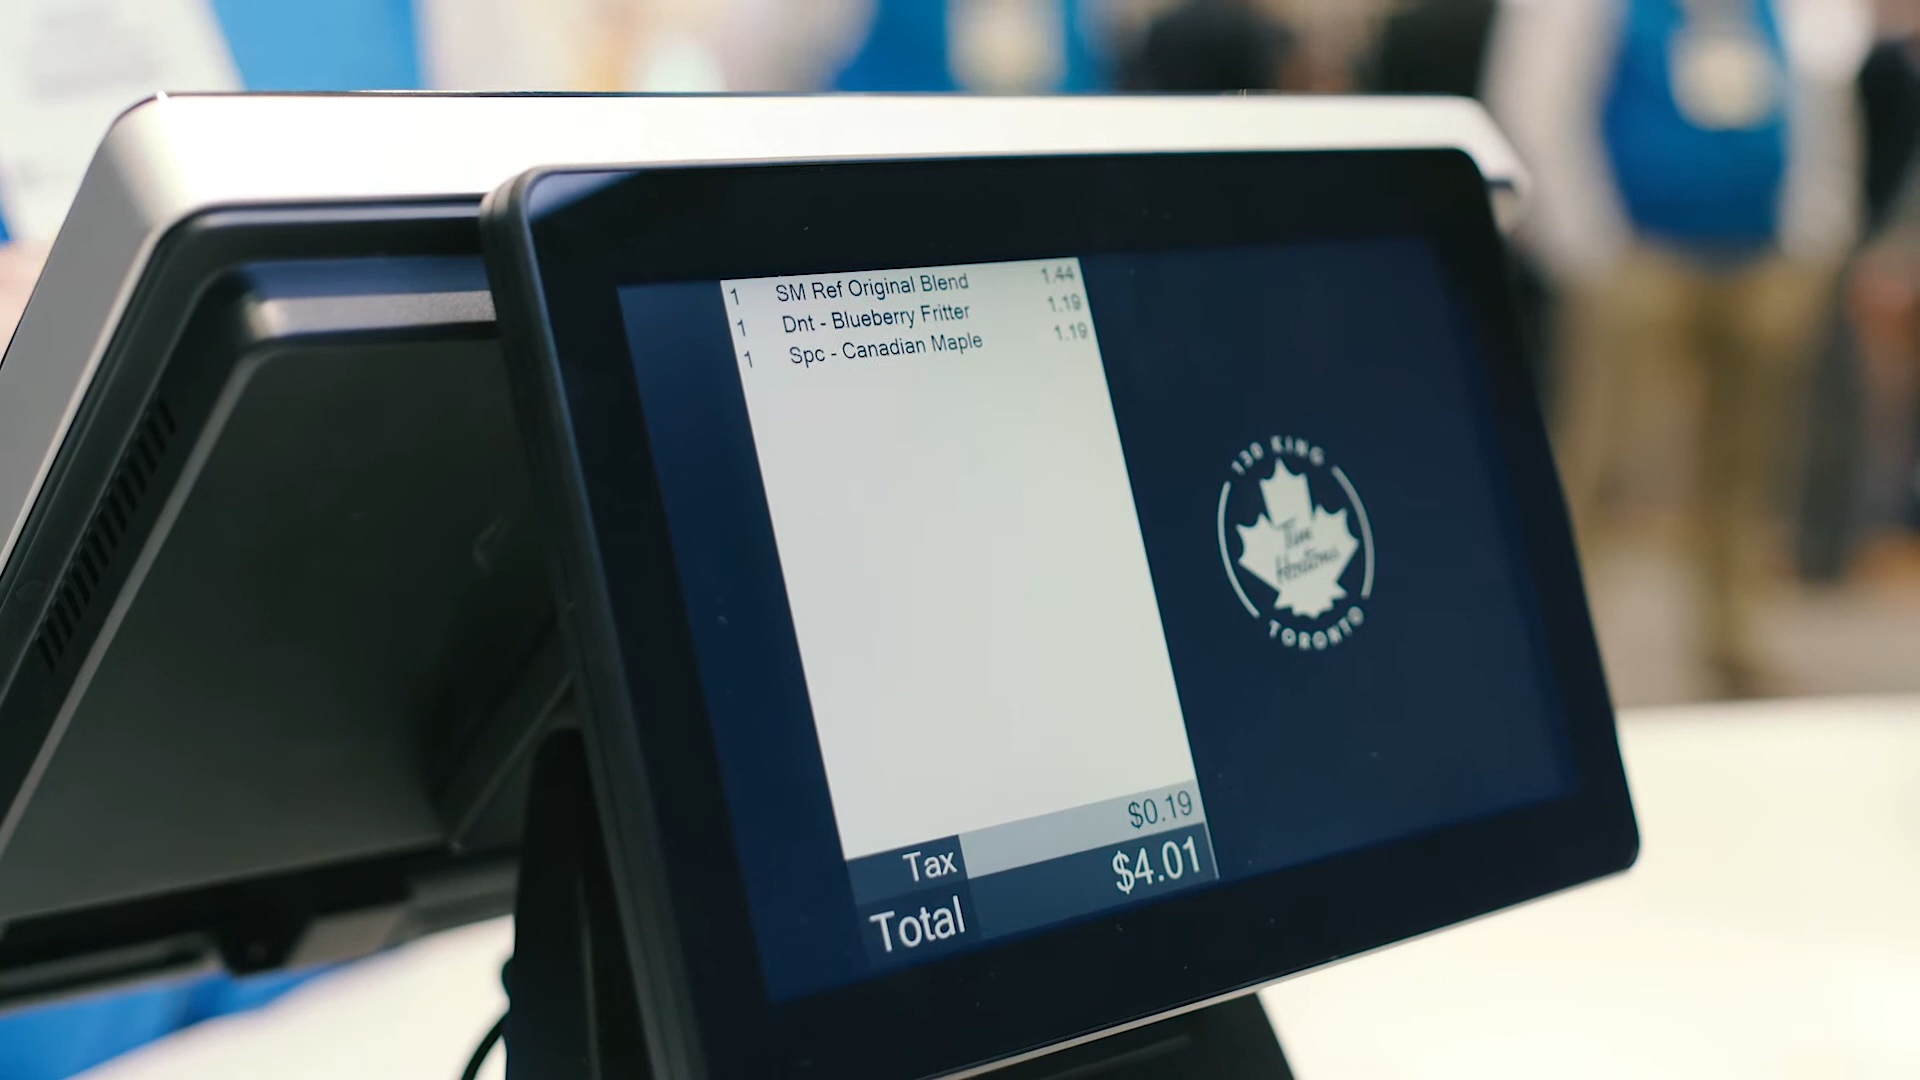 1 SM Ref Original Blend 1.44
1 Dnt - Blueberry Fritter 1.19
1 Spc - Canadian Maple 1.19
Tax $0.19
Total $4.01
130 KING
Tim
Hortons
TORONTO